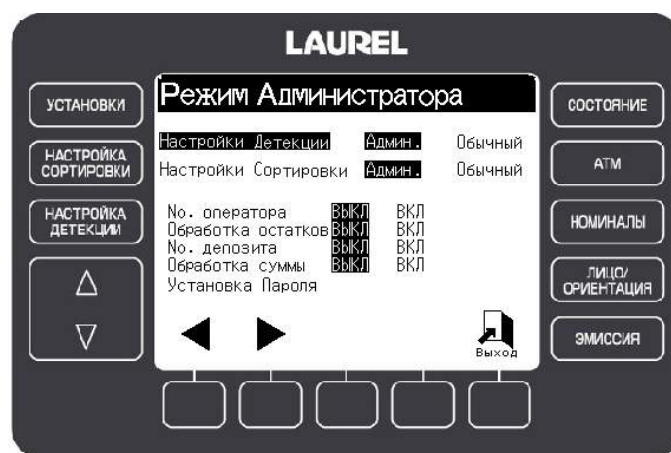 LAUREL
УСТАНОВКИ
НАСТРОЙКА
СОРТИРОВКИ
НАСТРОЙКА
ДЕТЕКЦИИ
Режим Администратора
Настройки Детекции Админ. Обычный
Настройки Сортировки Админ. Обычный
No. оператора ВЫКЛ ВКЛ
Обработка остатков ВЫКЛ ВКЛ
No. депозита ВЫКЛ ВКЛ
Обработка суммы ВЫКЛ ВКЛ
Установка Пароля
Выход
СОСТОЯНИЕ
ATM
НОМИНАЛЫ
ЛИЦО/
ОРИЕНТАЦИЯ
ЭМИССИЯ